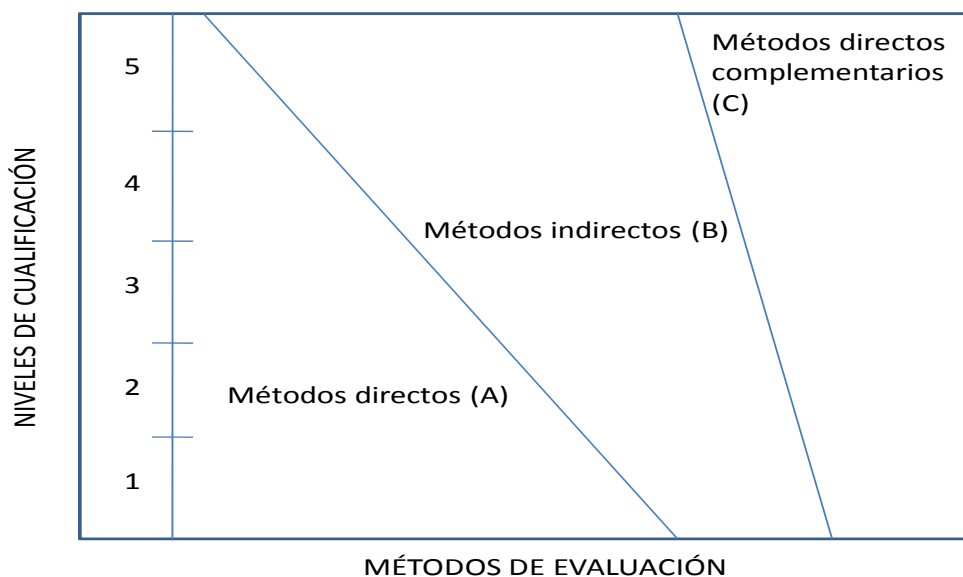 NIVELES DE CUALIFICACIÓN
5
4
3
2
1
Métodos directos
complementarios
(C)
Métodos indirectos (B)
Métodos directos (A)
MÉTODOS DE EVALUACIÓN